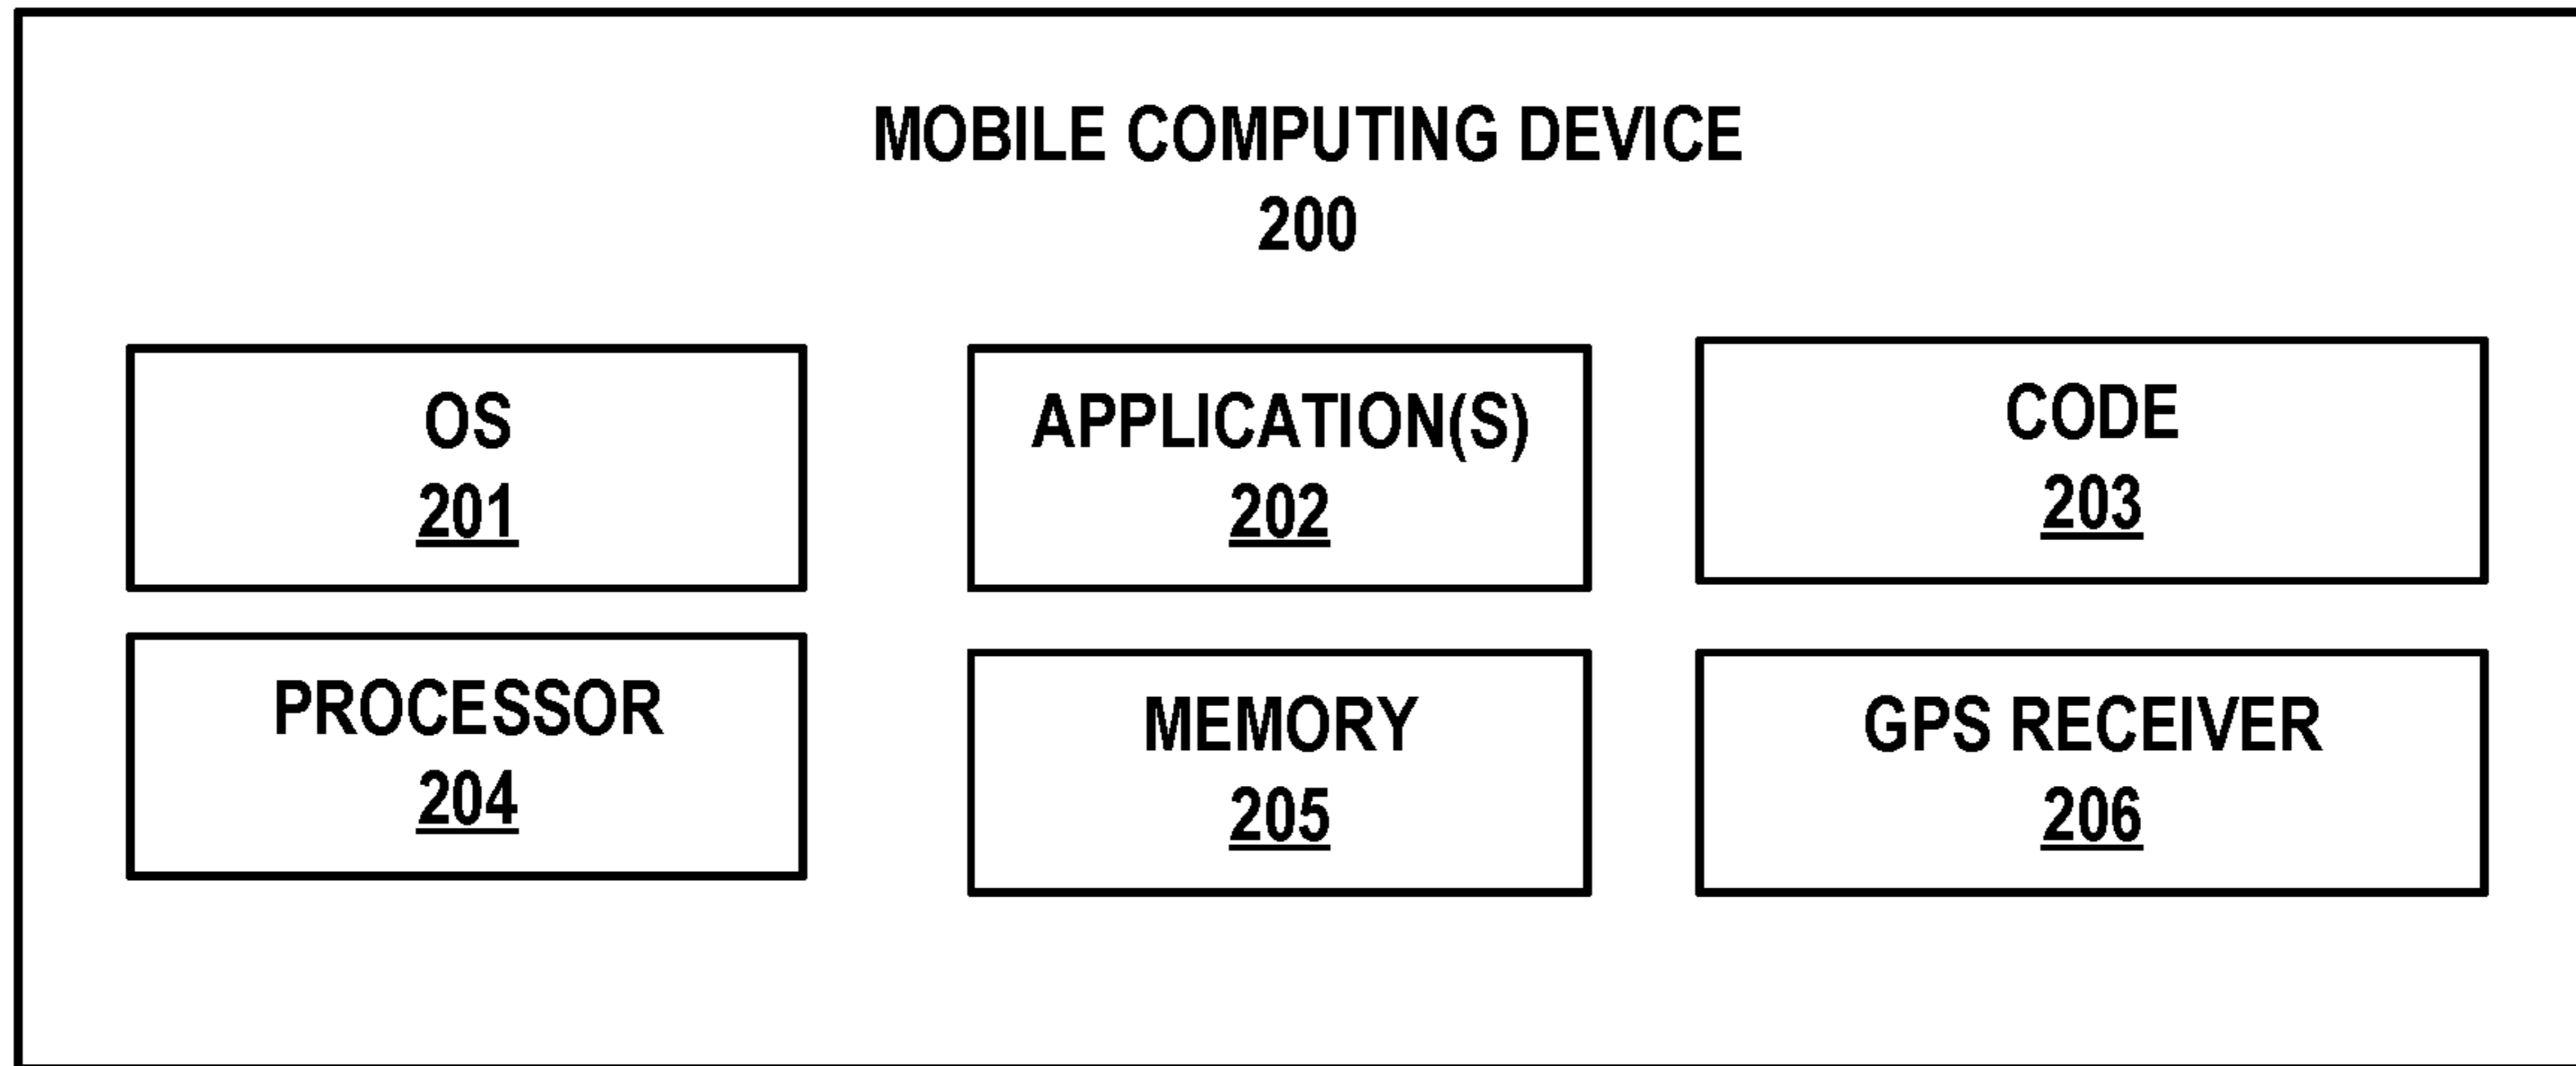 MOBILE COMPUTING DEVICE
200
OS
201
APPLICATION(S)
202
CODE
203
PROCESSOR
204
MEMORY
205
GPS RECEIVER
206